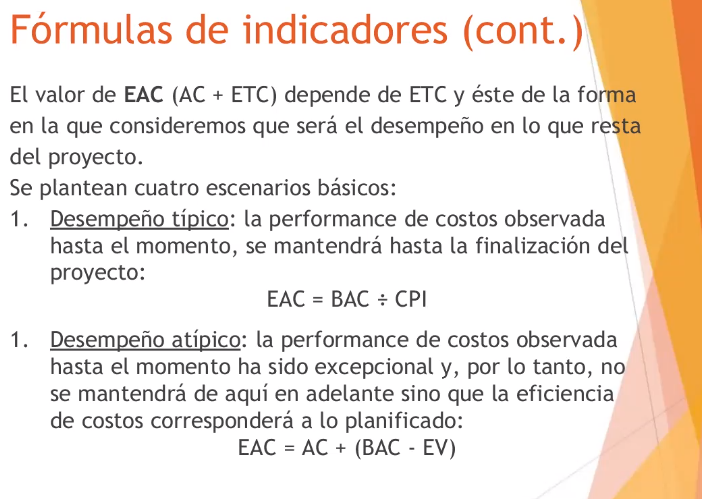 Fórmulas de indicadores (cont.)
El valor de EAC (AC + ETC) depende de ETC y éste de la forma
en la que consideremos que será el desempeño en lo que resta
del proyecto.
Se plantean cuatro escenarios básicos:
1. Desempeño típico: la performance de costos observada
hasta el momento, se mantendrá hasta la finalización del
proyecto:
EAC = BAC ÷ CPI
1. Desempeño atípico: la performance de costos observada
hasta el momento ha sido excepcional y, por lo tanto, no
se mantendrá de aquí en adelante sino que la eficiencia
de costos corresponderá a lo planificado:
EAC = AC + (BAC - EV)